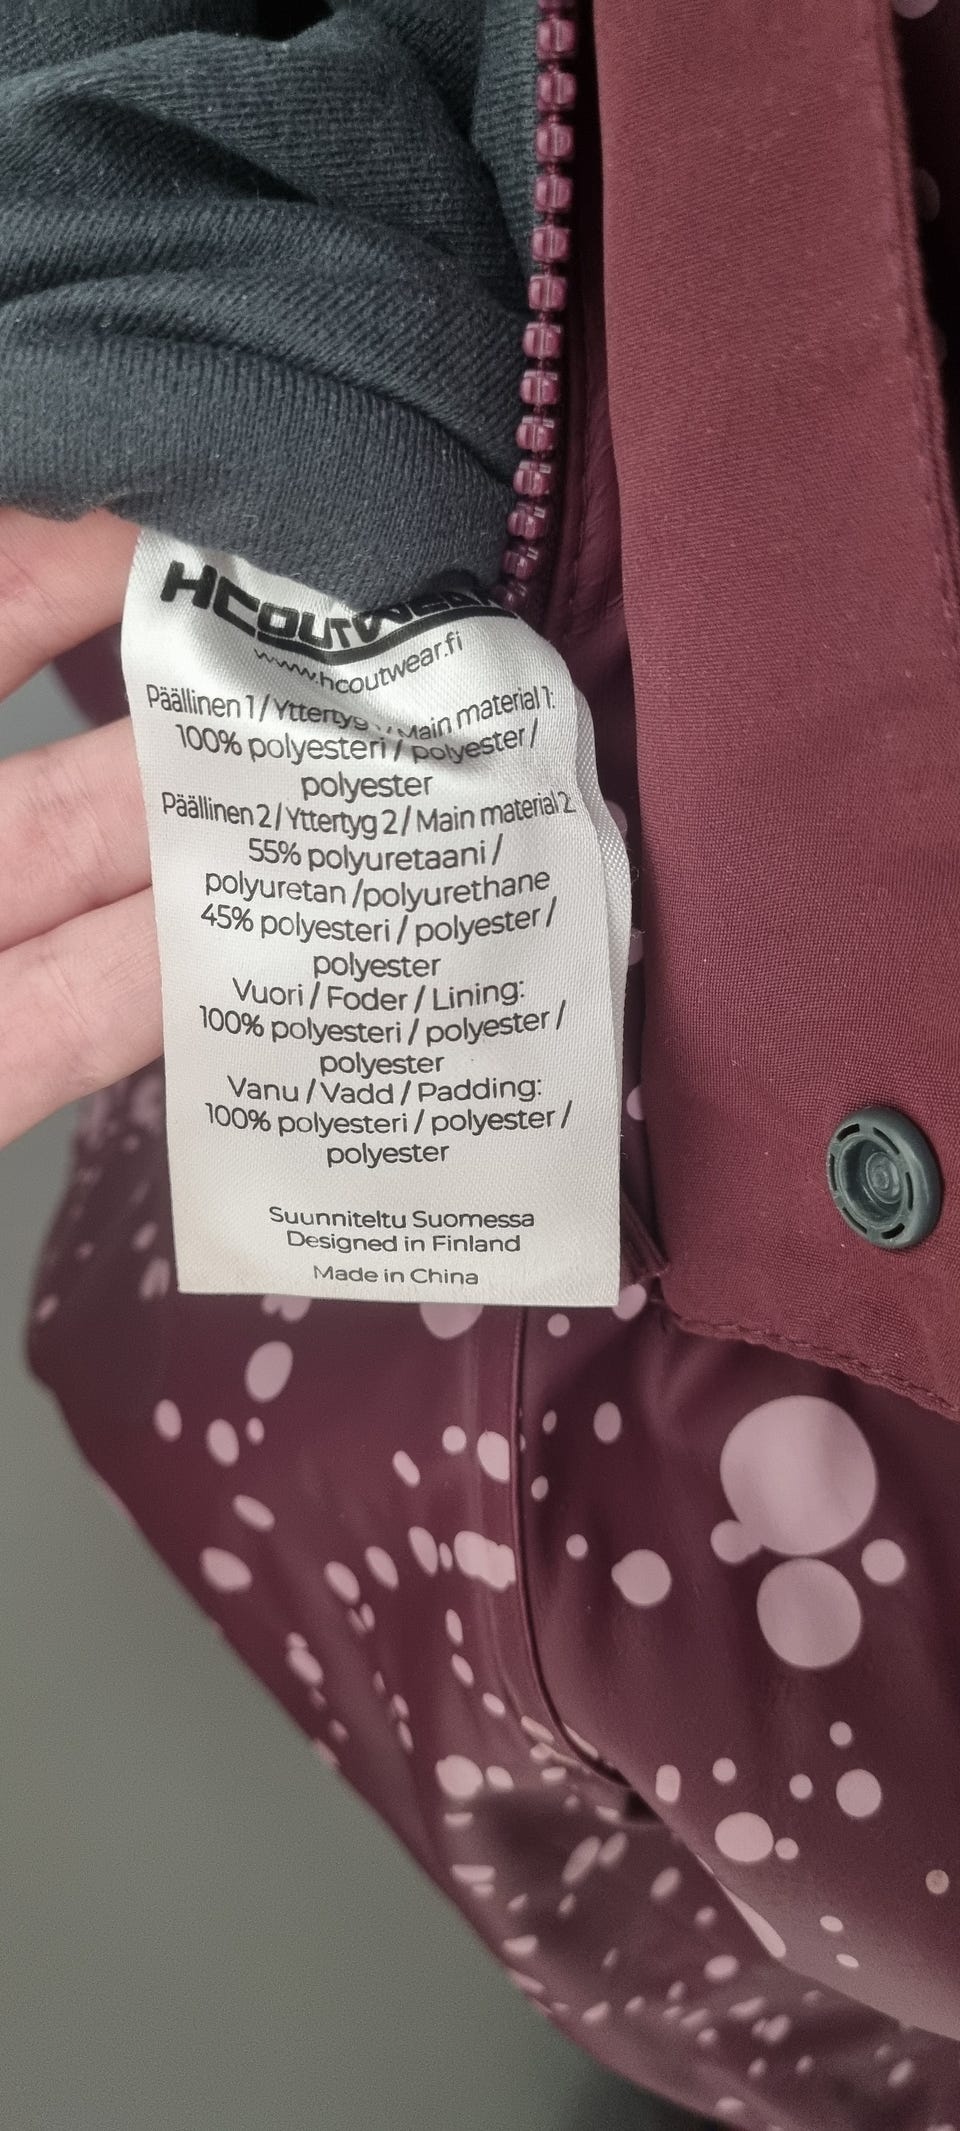 HCOUTWEAR
www.hcoutwear.fi
Päällinen 1 / Yttertyg / Main material 1:
100% polyesteri / polyester /
polyester
Päällinen 2 / Yttertyg 2 / Main material 2:
55% polyuretaani /
polyuretan /polyurethane
45% polyesteri / polyester /
polyester
Vuori / Foder / Lining:
100% polyesteri / polyester /
polyester
Vanu / Vadd / Padding:
100% polyesteri / polyester /
polyester
Suunniteltu Suomessa
Designed in Finland
Made in China